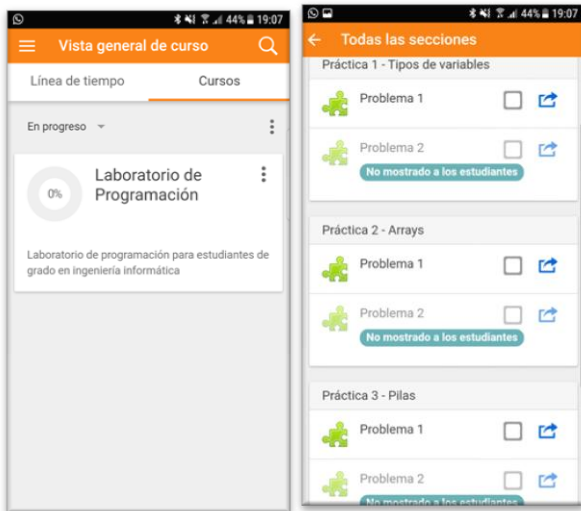 44% 19:07
Vista general de curso
Línea de tiempo
Cursos
En progreso
0%
Laboratorio de
Programación
Laboratorio de programación para estudiantes de
grado en ingeniería informática
44% 19:07
Todas las secciones
Práctica 1 - Tipos de variables
Problema 1
Problema 2
No mostrado a los estudiantes
Práctica 2 - Arrays
Problema 1
Problema 2
No mostrado a los estudiantes
Práctica 3 - Pilas
Problema 1
Problema 2
No mostrado a los estudiantes